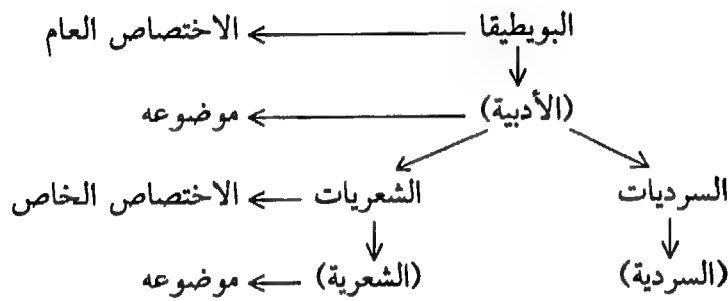 البويطيقا الاختصاص العام
(الأدبية) موضوعه
السرديات الشعريات الاختصاص الخاص
(السردية) (الشعرية) موضوعه